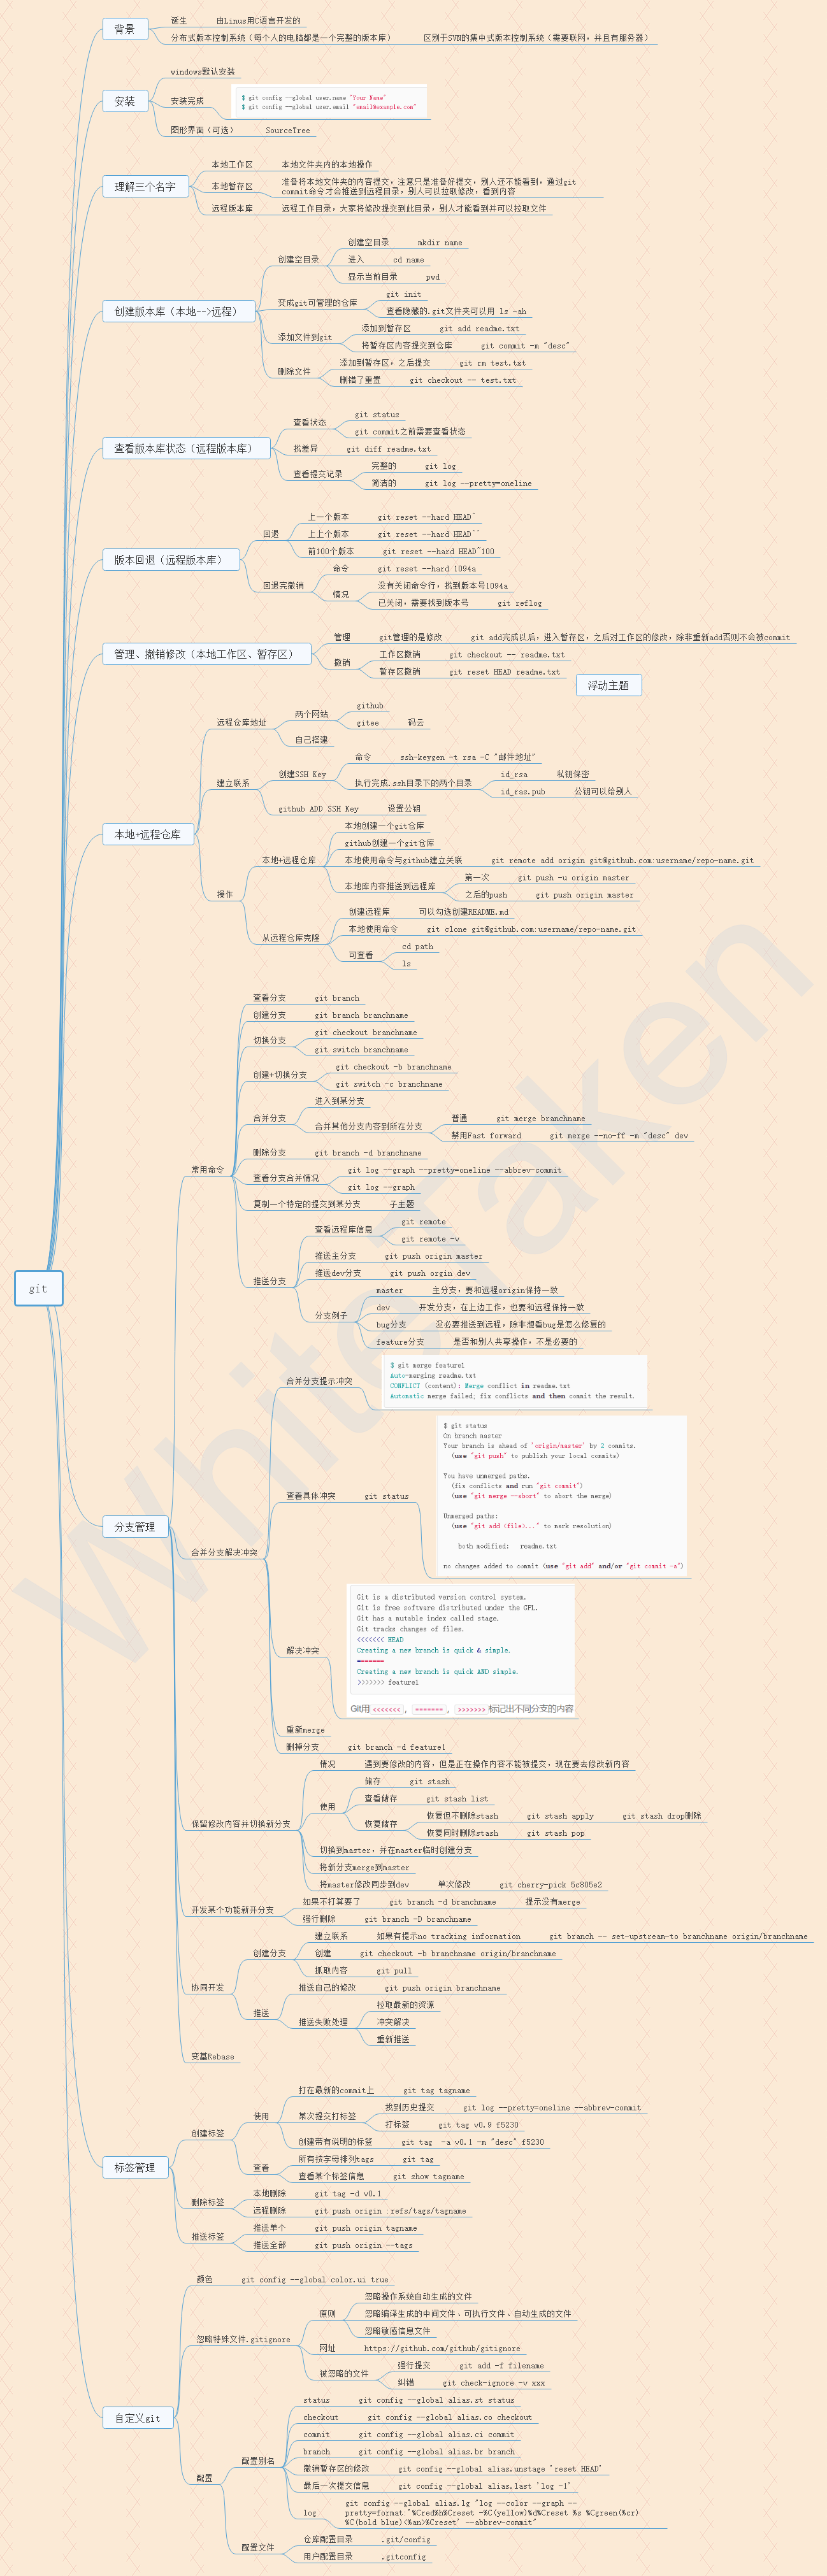 git
背景
诞生 由Linus用C语言开发的
分布式版本控制系统（每个人的电脑都是一个完整的版本库） 区别于SVN的集中式版本控制系统（需要联网，并且有服务器）
安装
windows默认安装
安装完成
$ git config --global user.name "Your Name"
$ git config --global user.email "email@example.com"
图形界面（可选） SourceTree
理解三个名字
本地工作区 本地文件夹内的本地操作
本地暂存区 准备将本地文件夹的内容提交，注意只是准备好提交，别人还不能看到，通过git
commit命令才会推送到远程目录，别人可以拉取修改，看到内容
远程版本库 远程工作目录，大家将修改提交到此目录，别人才能看到并可以拉取文件
创建版本库（本地-->远程）
创建空目录
创建空目录 mkdir name
进入 cd name
显示当前目录 pwd
变成git可管理的仓库
git init
查看隐藏的.git文件夹可以用 ls -ah
添加文件到git
添加到暂存区 git add readme.txt
将暂存区内容提交到仓库 git commit -m "desc"
删除文件
添加到暂存区，之后提交 git rm test.txt
删错了重置 git checkout -- test.txt
查看版本库状态（远程版本库）
查看状态
git status
git commit之前需要查看状态
找差异 git diff readme.txt
查看提交记录
完整的 git log
简洁的 git log --pretty=oneline
版本回退（远程版本库）
回退
上一个版本 git reset --hard HEAD^
上上个版本 git reset --hard HEAD^^
前100个版本 git reset --hard HEAD~100
回退完撤销
命令 git reset --hard 1094a
情况
没有关闭命令行，找到版本号1094a
已关闭，需要找到版本号 git reflog
管理、撤销修改（本地工作区、暂存区）
管理 git管理的是修改 git add完成以后，进入暂存区，之后对工作区的修改，除非重新add否则不会被commit
撤销
工作区撤销 git checkout -- readme.txt
暂存区撤销 git reset HEAD readme.txt
浮动主题
本地+远程仓库
远程仓库地址
两个网站
github
gitee 码云
自己搭建
建立联系
创建SSH Key
命令 ssh-keygen -t rsa -C "邮件地址"
执行完成.ssh目录下的两个目录
id_rsa 私钥保密
id_ras.pub 公钥可以给别人
github ADD SSH Key 设置公钥
操作
本地+远程仓库
本地创建一个git仓库
github创建一个git仓库
本地使用命令与github建立关联 git remote add origin git@github.com:username/repo-name.git
本地库内容推送到远程库
第一次 git push -u origin master
之后的push git push origin master
从远程仓库克隆
创建远程库 可以勾选创建README.md
本地使用命令 git clone git@github.com:username/repo-name.git
可查看
cd path
ls
分支管理
常用命令
查看分支 git branch
创建分支 git branch branchname
切换分支
git checkout branchname
git switch branchname
创建+切换分支
git checkout -b branchname
git switch -c branchname
合并分支
进入到某分支
合并其他分支内容到所在分支
普通 git merge branchname
禁用Fast forward git merge --no-ff -m "desc" dev
删除分支 git branch -d branchname
查看分支合并情况
git log --graph --pretty=oneline --abbrev-commit
git log --graph
复制一个特定的提交到某分支 子主题
推送分支
查看远程库信息
git remote
git remote -v
推送主分支 git push origin master
推送dev分支 git push orgin dev
分支例子
master 主分支，要和远程origin保持一致
dev 开发分支，在上边工作，也要和远程保持一致
bug分支 没必要推送到远程，除非想看bug是怎么修复的
feature分支 是否和别人共享操作，不是必要的
合并分支解决冲突
合并分支提示冲突
$ git merge feature1
Auto-merging readme.txt
CONFLICT (content): Merge conflict in readme.txt
Automatic merge failed; fix conflicts and then commit the result.
查看具体冲突 git status
$ git status
On branch master
Your branch is ahead of 'origin/master' by 2 commits.
(use "git push" to publish your local commits)
You have unmerged paths.
(fix conflicts and run "git commit")
(use "git merge --abort" to abort the merge)
Unmerged paths:
(use "git add <file>..." to mark resolution)
both modified: readme.txt
no changes added to commit (use "git add" and/or "git commit -a")
解决冲突
Git is a distributed version control system.
Git is free software distributed under the GPL.
Git has a mutable index called stage.
Git tracks changes of files.
<<<<<<< HEAD
Creating a new branch is quick & simple.
=======
Creating a new branch is quick AND simple.
>>>>>>> feature1
Git用 <<<<<<<， =======， >>>>>>> 标记出不同分支的内容
重新merge
删掉分支 git branch -d feature1
保留修改内容并切换新分支
情况 遇到要修改的内容，但是正在操作内容不能被提交，现在要去修改新内容
使用
储存 git stash
查看储存 git stash list
恢复储存
恢复但不删除stash git stash apply git stash drop删除
恢复同时删除stash git stash pop
切换到master，并在master临时创建分支
将新分支merge到master
将master修改同步到dev 单次修改 git cherry-pick 5c805e2
开发某个功能新开分支
如果不打算要了 git branch -d branchname 提示没有merge
强行删除 git branch -D branchname
协同开发
创建分支
建立联系 如果有提示no tracking information git branch -- set-upstream-to branchname origin/branchname
创建 git checkout -b branchname origin/branchname
抓取内容 git pull
推送
推送自己的修改 git push origin branchname
推送失败处理
拉取最新的资源
冲突解决
重新推送
变基Rebase
标签管理
创建标签
使用
打在最新的commit上 git tag tagname
某次提交打标签
找到历史提交 git log --pretty=oneline --abbrev-commit
打标签 git tag v0.9 f5230
创建带有说明的标签 git tag -a v0.1 -m "desc" f5230
查看
所有按字母排列tags git tag
查看某个标签信息 git show tagname
删除标签
本地删除 git tag -d v0.1
远程删除 git push origin :refs/tags/tagname
推送标签
推送单个 git push origin tagname
推送全部 git push origin --tags
自定义git
颜色 git config --global color.ui true
忽略特殊文件.gitignore
原则
忽略操作系统自动生成的文件
忽略编译生成的中间文件、可执行文件、自动生成的文件
忽略敏感信息文件
网址 https://github.com/github/gitignore
被忽略的文件
强行提交 git add -f filename
纠错 git check-ignore -v xxx
配置
配置别名
status git config --global alias.st status
checkout git config --global alias.co checkout
commit git config --global alias.ci commit
branch git config --global alias.br branch
撤销暂存区的修改 git config --global alias.unstage 'reset HEAD'
最后一次提交信息 git config --global alias.last 'log -1'
log
git config --global alias.lg "log --color --graph --
pretty=format:'%Cred%h%Creset -%C(yellow)%d%Creset %s %Cgreen(%cr)
%C(bold blue)<%an>%Creset' --abbrev-commit"
配置文件
仓库配置目录 .git/config
用户配置目录 .gitconfig
WhiteTaken